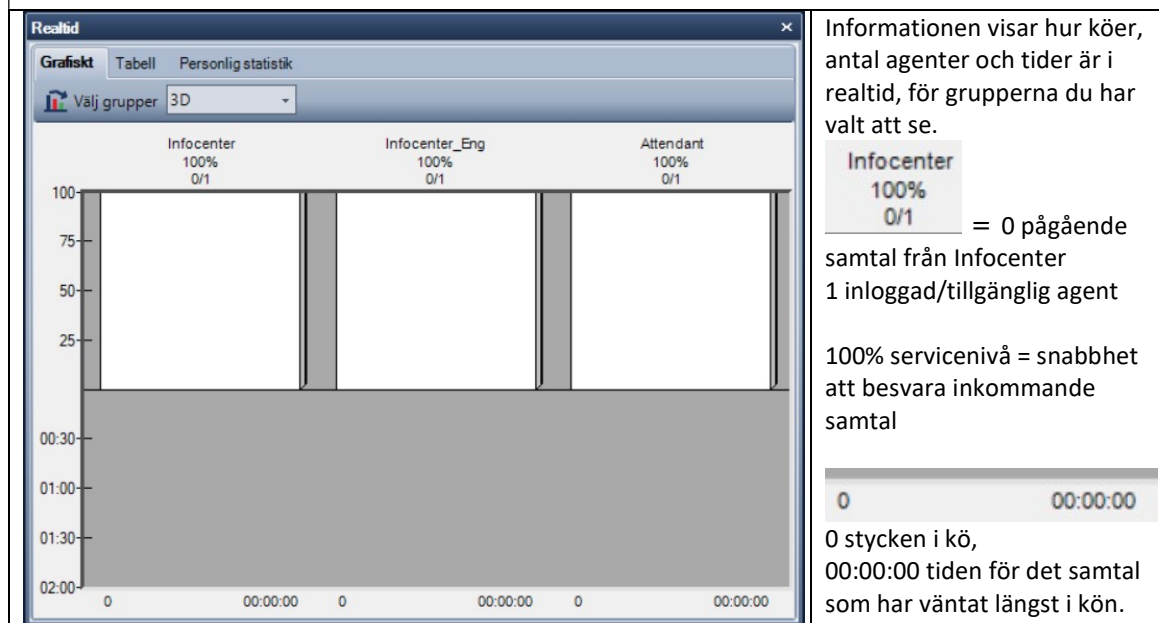 Realtid
Grafiskt Tabell Personlig statistik
Välj grupper 3D
Infocenter Infocenter_Eng Attendant
100% 100% 100%
0/1 0/1 0/1
100
75
50
25
00:30
01:00
01:30
02:00
0 00:00:00 0 00:00:00 0 00:00:00
Informationen visar hur köer,
antal agenter och tider är i
realtid, för grupperna du har
valt att se.
Infocenter
100%
0/1 = 0 pågående
samtal från Infocenter
1 inloggad/tillgänglig agent
100% servicenivå = snabbhet
att besvara inkommande
samtal
0 00:00:00
0 stycken i kö,
00:00:00 tiden för det samtal
som har väntat längst i kön.